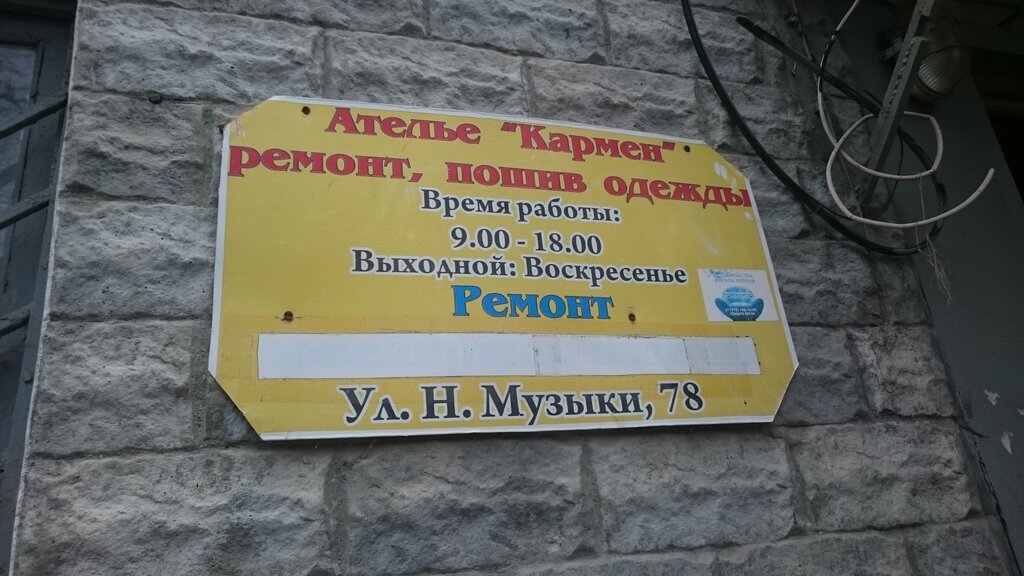 Ателье "Кармен"
ремонт, пошив одежды
Время работы:
9.00 - 18.00
Выходной: Воскресенье
Ремонт
Ул. Н. Музыки, 78